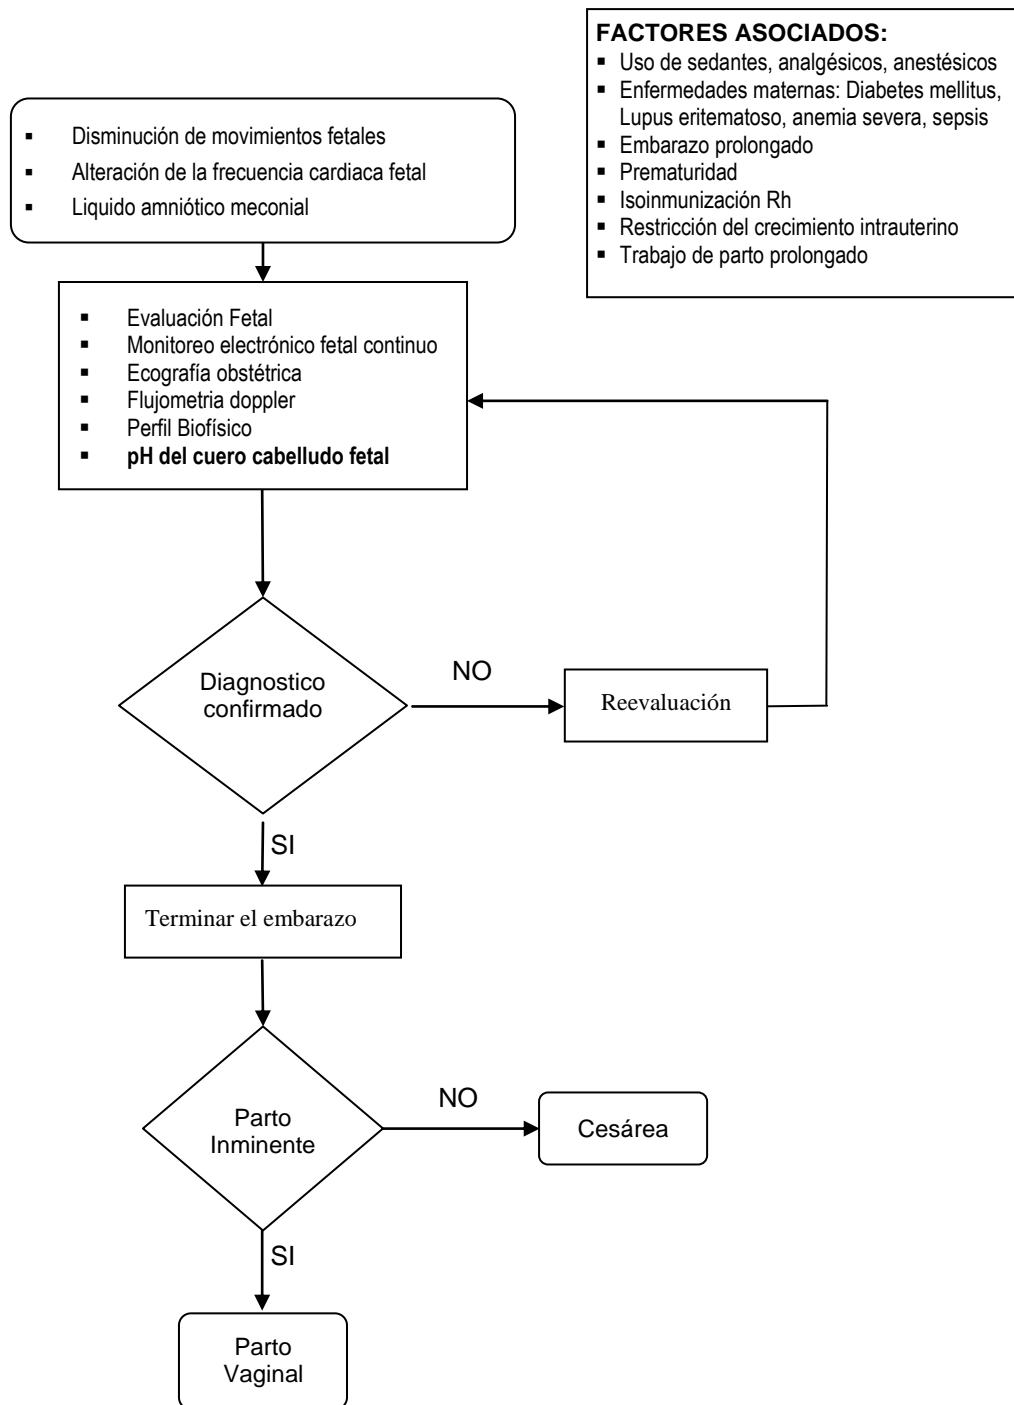 FACTORES ASOCIADOS:
▪ Uso de sedantes, analgésicos, anestésicos
▪ Enfermedades maternas: Diabetes mellitus,
Lupus eritematoso, anemia severa, sepsis
▪ Embarazo prolongado
▪ Prematuridad
▪ Isoinmunización Rh
▪ Restricción del crecimiento intrauterino
▪ Trabajo de parto prolongado
▪ Disminución de movimientos fetales
▪ Alteración de la frecuencia cardiaca fetal
▪ Liquido amniótico meconial
▪ Evaluación Fetal
▪ Monitoreo electrónico fetal continuo
▪ Ecografía obstétrica
▪ Flujometria doppler
▪ Perfil Biofísico
▪ pH del cuero cabelludo fetal
Diagnostico
confirmado
NO
Reevaluación
SI
Terminar el embarazo
Parto
Inminente
NO
Cesárea
SI
Parto
Vaginal